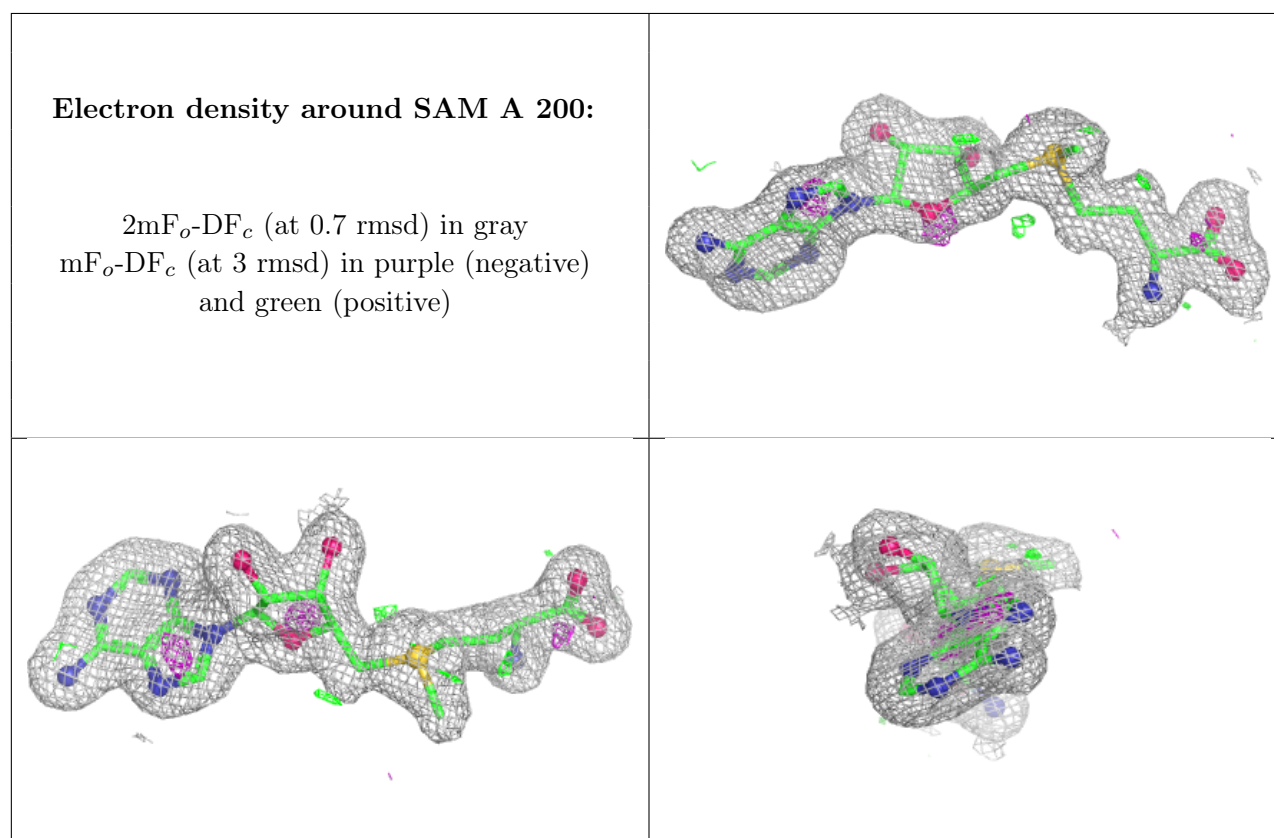 Electron density around SAM A 200:
2mFo-DFc (at 0.7 rmsd) in gray
mFo-DFc (at 3 rmsd) in purple (negative)
and green (positive)